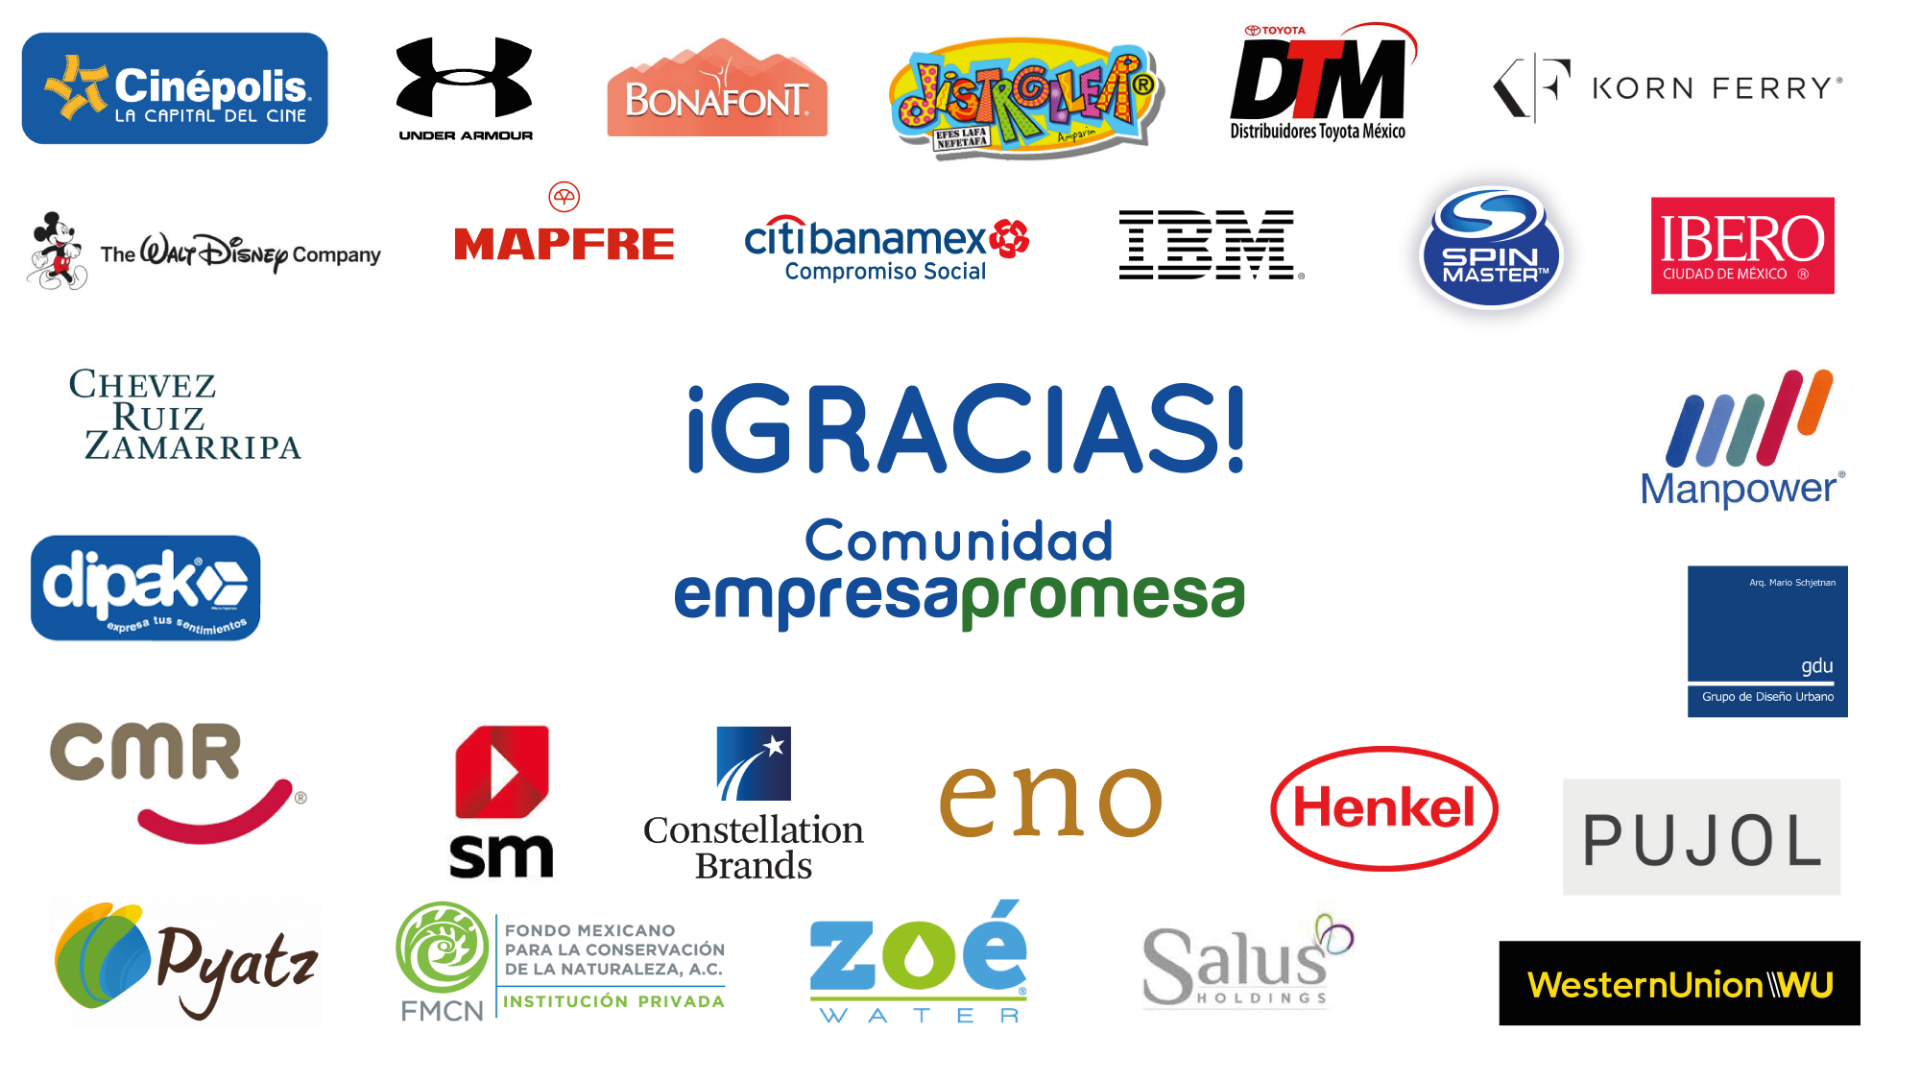 Cinépolis®
LA CAPITAL DEL CINE
UNDER ARMOUR
BONAFONT®
DISTROLLER®
EFES LAFA
NEFETAFA
Amparin
TOYOTA
DTM
Distribuidores Toyota México
KF KORN FERRY®
The WALT DISNEY Company
MAPFRE
citibanamex
Compromiso Social
IBM®
SPIN
MASTER™
IBERO
CIUDAD DE MÉXICO ®
CHEVEZ
RUIZ
ZAMARRIPA
¡GRACIAS!
Comunidad
empresapromesa
Manpower®
dipak®
expresa tus sentimientos
Arq. Mario Schjetnan
gdu
Grupo de Diseño Urbano
CMR®
sm
Constellation
Brands
eno
Henkel
PUJOL
Pyatz
FMCN
FONDO MEXICANO
PARA LA CONSERVACIÓN
DE LA NATURALEZA, A.C.
INSTITUCIÓN PRIVADA
zoé®
WATER
Salus
HOLDINGS
WesternUnion WU